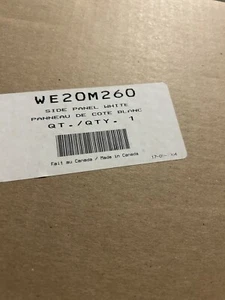 WE20M260
SIDE PANEL WHITE
PANNEAU DE COTE BLANC
QT./QTY. 1
Fait au Canada / Made in Canada